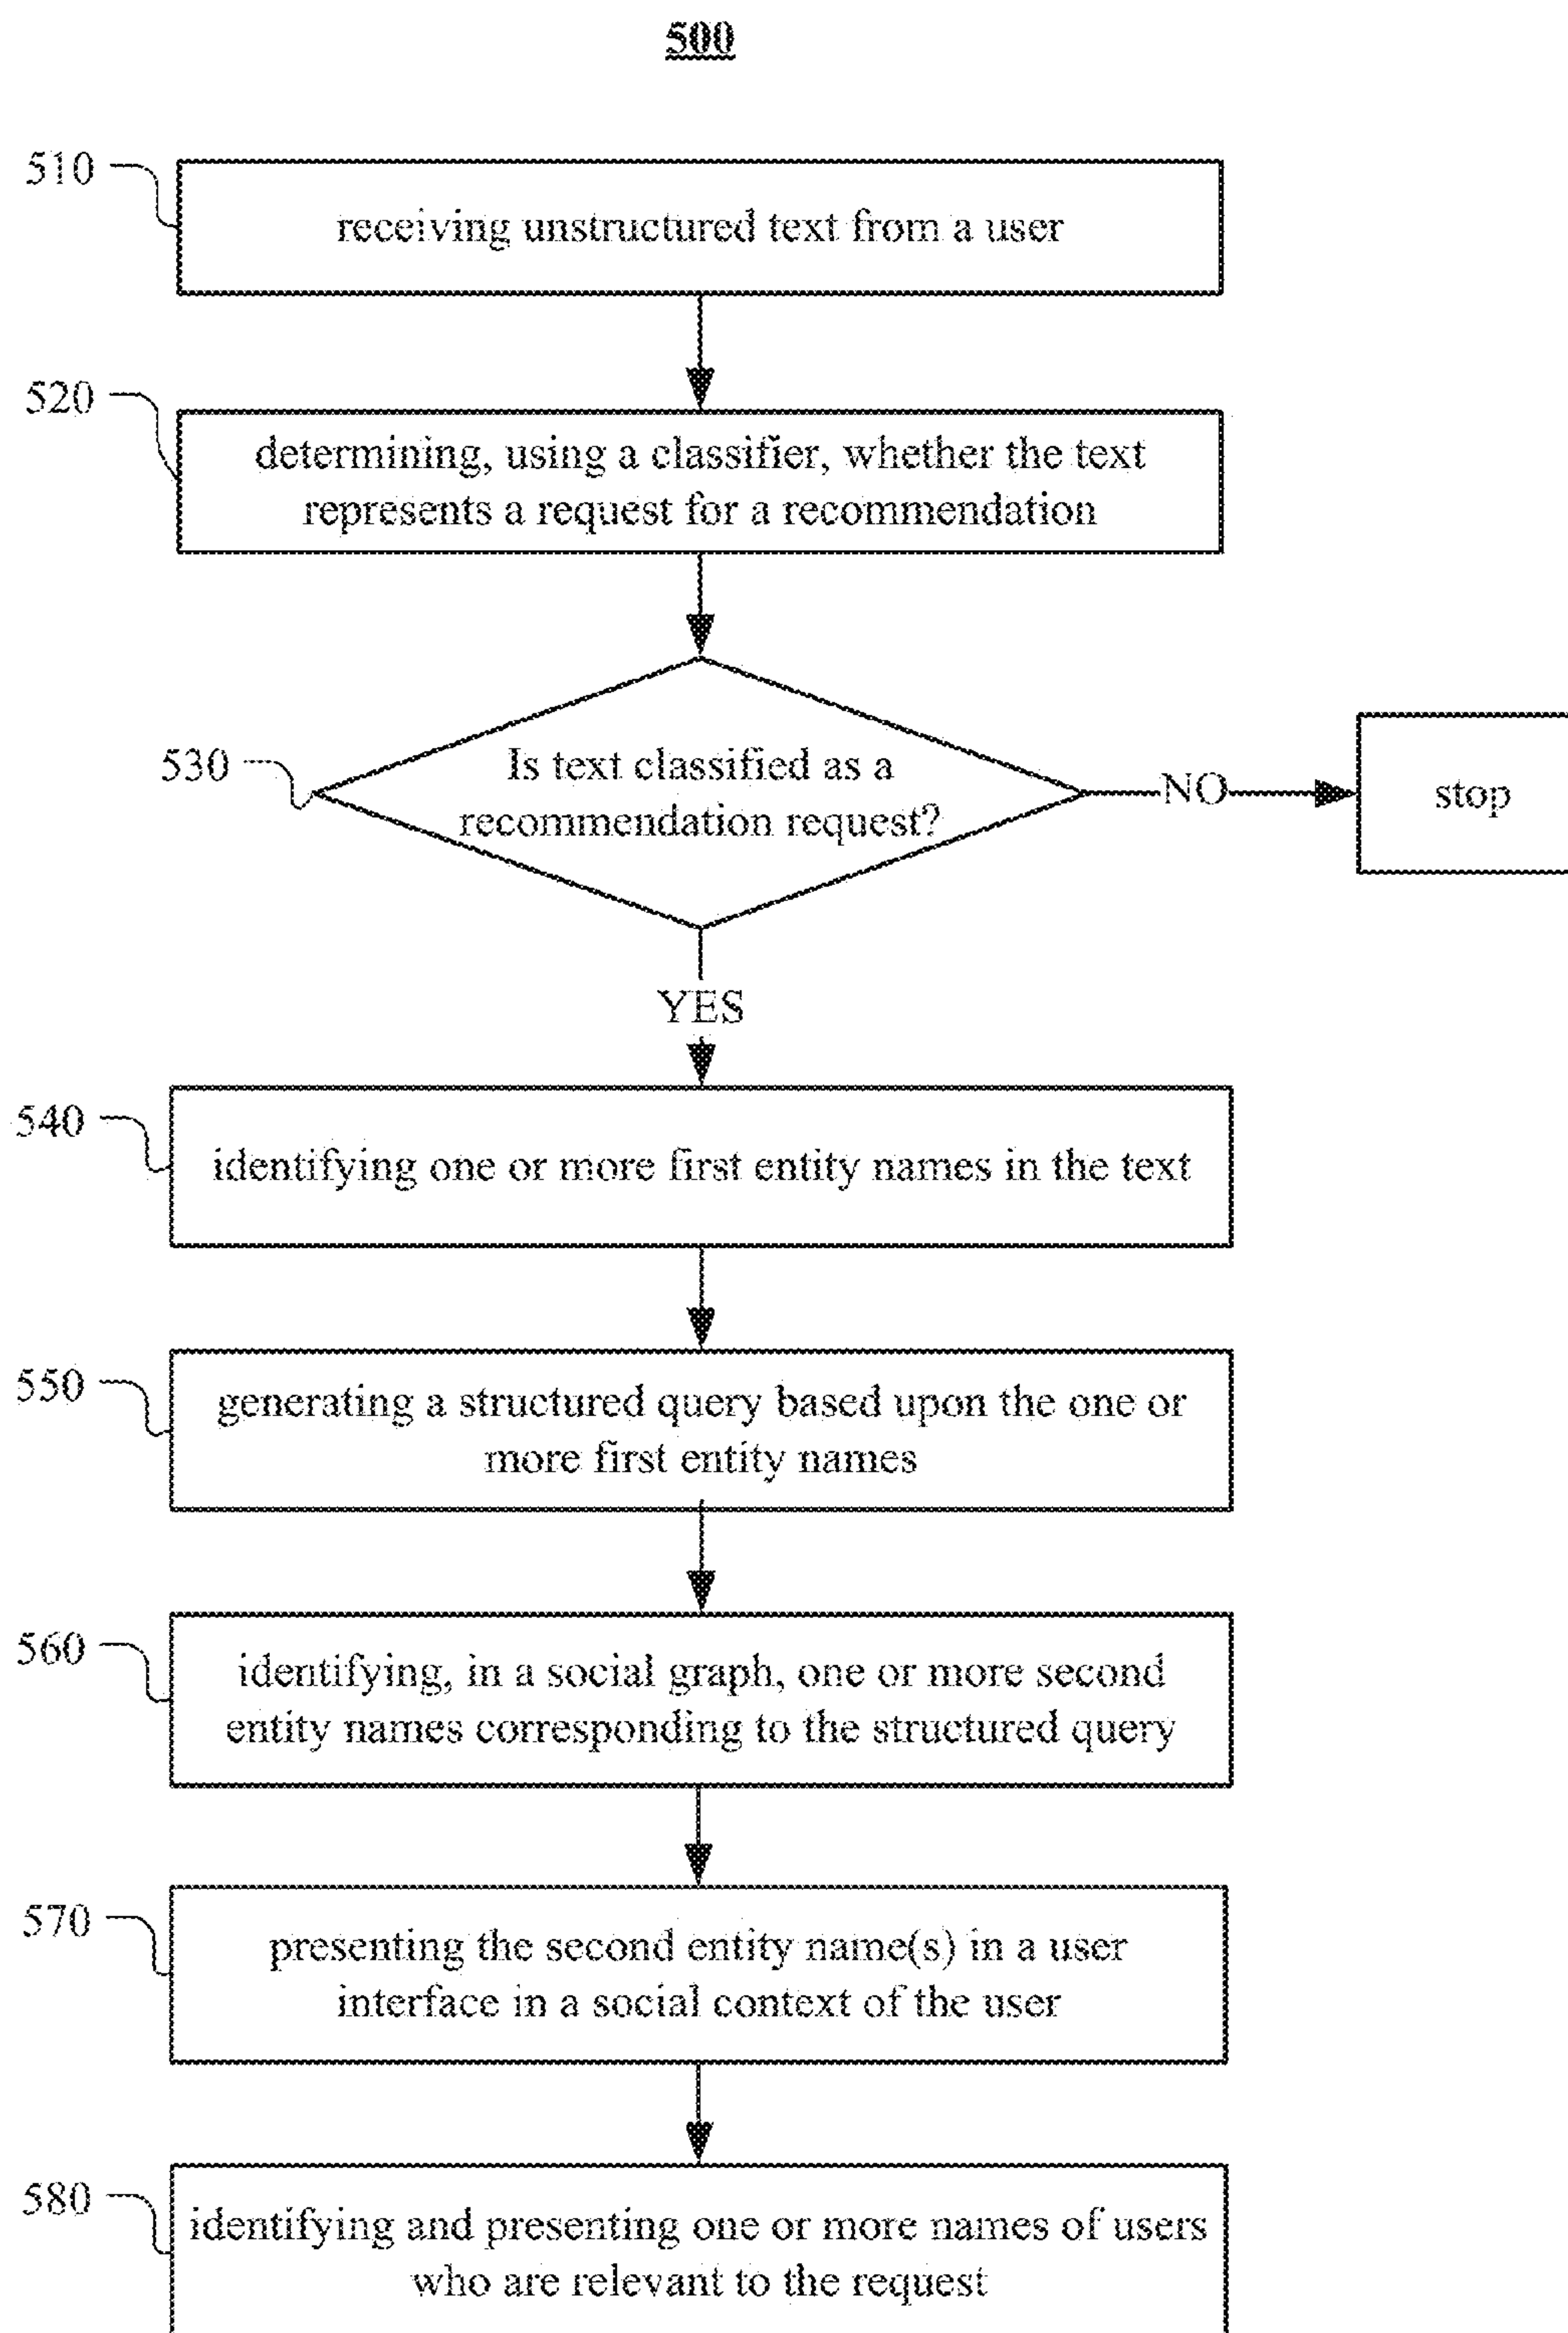 500
510
receiving unstructured text from a user
520
determining, using a classifier, whether the text
represents a request for a recommendation
530
Is text classified as a
recommendation request?
NO
stop
YES
540
identifying one or more first entity names in the text
550
generating a structured query based upon the one or
more first entity names
560
identifying, in a social graph, one or more second
entity names corresponding to the structured query
570
presenting the second entity name(s) in a user
interface in a social context of the user
580
identifying and presenting one or more names of users
who are relevant to the request